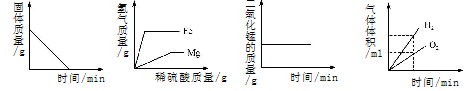 固体质量/g
时间/min
氢气质量/g
Fe
Mg
稀硫酸质量/g
二氧化锰的质量/g
时间/min
气体体积/ml
H₂
O₂
时间/min